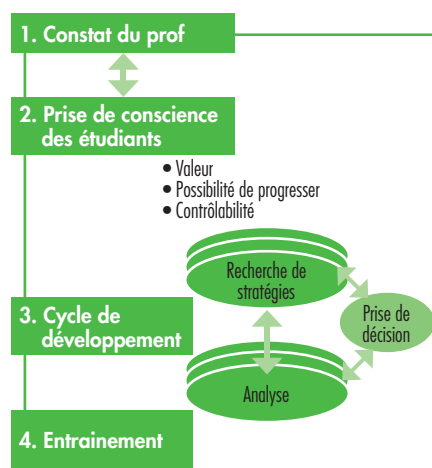 1. Constat du prof
2. Prise de conscience
des étudiants
• Valeur
• Possibilité de progresser
• Contrôlabilité
Recherche de
stratégies
Prise de
décision
3. Cycle de
développement
Analyse
4. Entrainement